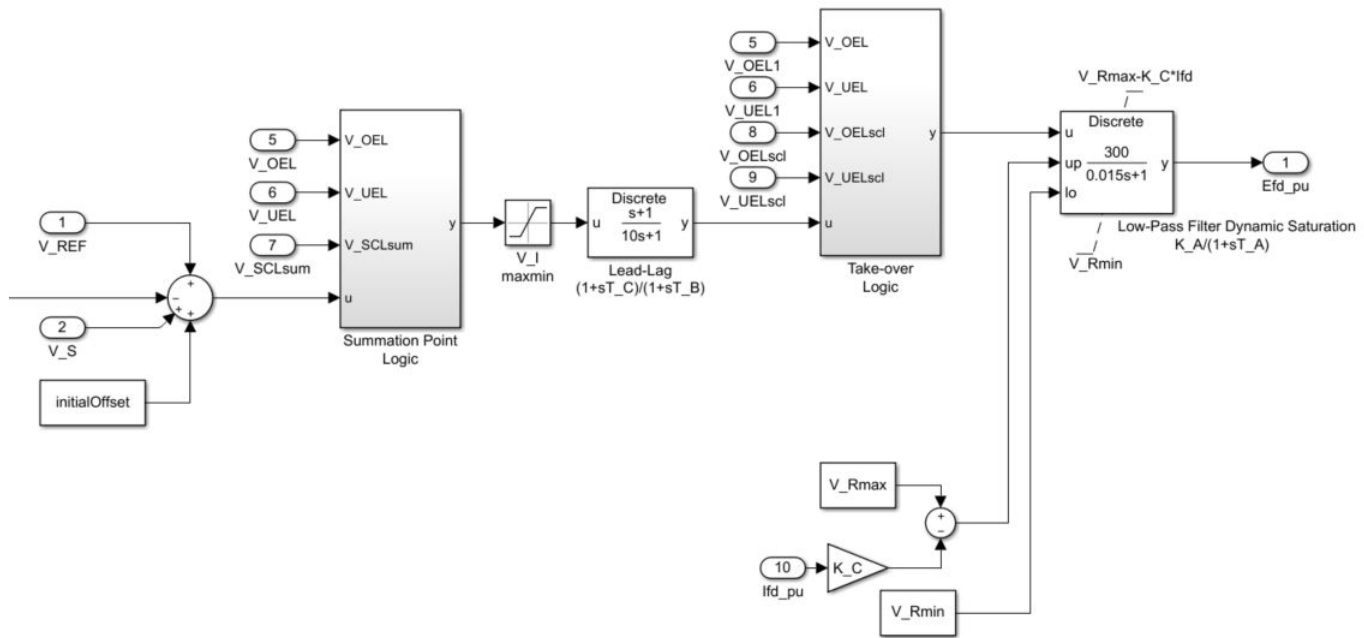 1
V_REF
−
+
+
+
2
V_S
initialOffset
5
V_OEL
6
V_UEL
7
V_SCLsum
V_OEL
V_UEL
V_SCLsum
u
y
Summation Point
Logic
V_I
maxmin
Discrete
u
s+1
10s+1
y
Lead-Lag
(1+sT_C)/(1+sT_B)
5
V_OEL1
6
V_UEL1
8
V_OELscl
9
V_UELscl
V_OEL
V_UEL
V_OELscl
V_UELscl
u
y
Take-over
Logic
V_Rmax-K_C*Ifd
Discrete
u
up
lo
300
0.015s+1
y
V_Rmin
Low-Pass Filter Dynamic Saturation
K_A/(1+sT_A)
1
Efd_pu
V_Rmax
+
−
10
Ifd_pu
K_C
V_Rmin